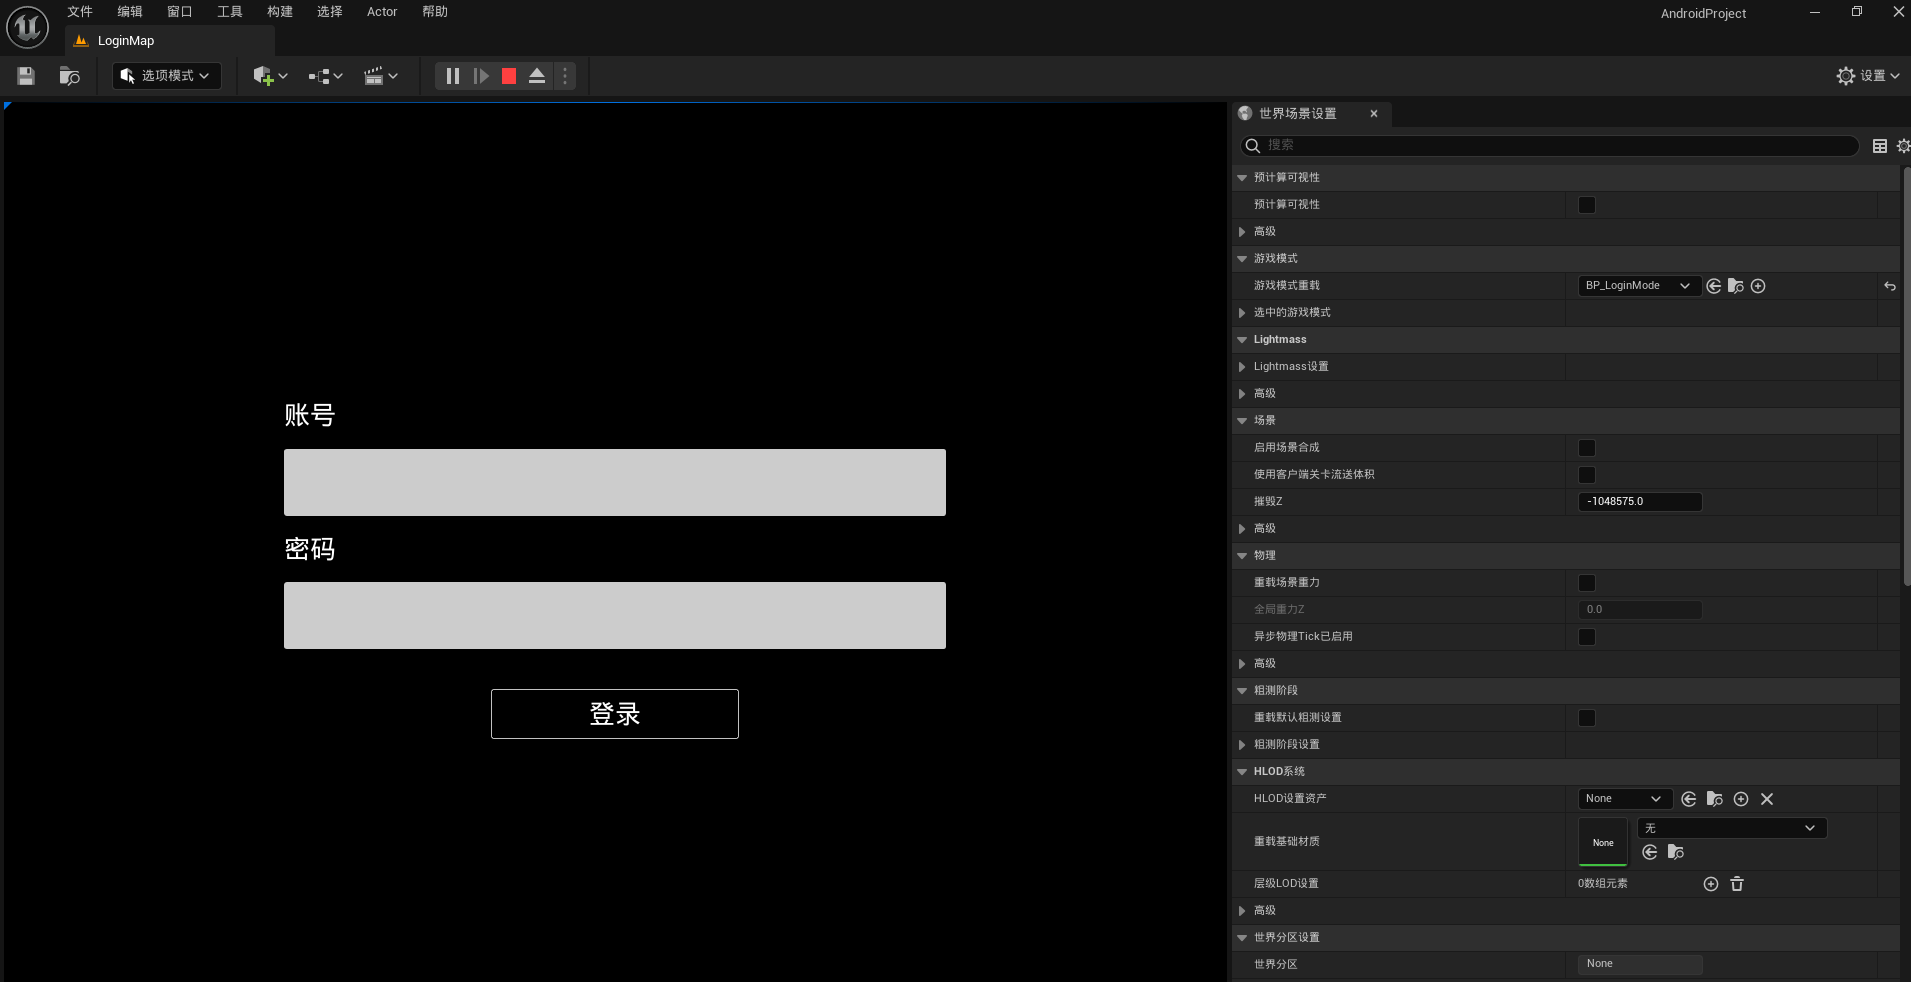 文件 编辑 窗口 工具 构建 选择 Actor 帮助
AndroidProject
LoginMap
选项模式
设置
世界场景设置
搜索
账号
密码
登录
预计算可视性
预计算可视性
高级
游戏模式
游戏模式重载 BP_LoginMode
选中的游戏模式
Lightmass
Lightmass设置
高级
场景
启用场景合成
使用客户端关卡流送体积
摧毁Z -1048575.0
高级
物理
重载场景重力
全局重力Z 0.0
异步物理Tick已启用
高级
粗测阶段
重载默认粗测设置
粗测阶段设置
HLOD系统
HLOD设置资产 None
无
重载基础材质 None
层级LOD设置 0数组元素
高级
世界分区设置
世界分区 None